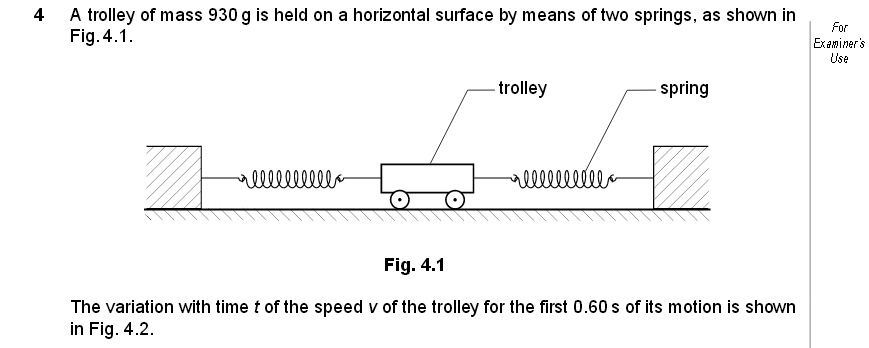 4 A trolley of mass 930 g is held on a horizontal surface by means of two springs, as shown in
Fig. 4.1.
For
Examiner's
Use
trolley
spring
Fig. 4.1
The variation with time t of the speed v of the trolley for the first 0.60 s of its motion is shown
in Fig. 4.2.